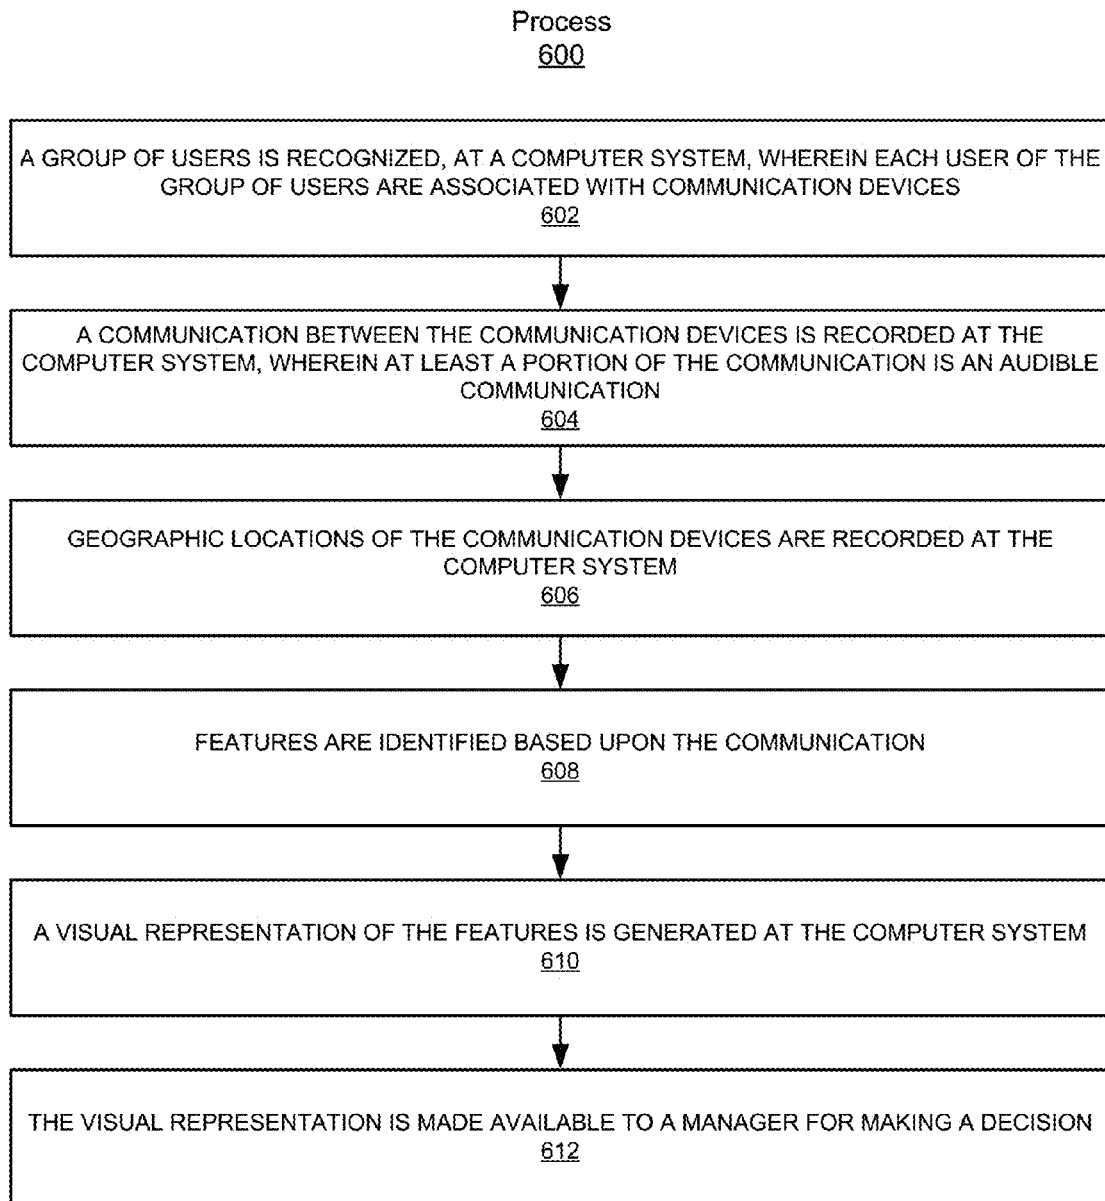 Process
600
A GROUP OF USERS IS RECOGNIZED, AT A COMPUTER SYSTEM, WHEREIN EACH USER OF THE
GROUP OF USERS ARE ASSOCIATED WITH COMMUNICATION DEVICES
602
A COMMUNICATION BETWEEN THE COMMUNICATION DEVICES IS RECORDED AT THE
COMPUTER SYSTEM, WHEREIN AT LEAST A PORTION OF THE COMMUNICATION IS AN AUDIBLE
COMMUNICATION
604
GEOGRAPHIC LOCATIONS OF THE COMMUNICATION DEVICES ARE RECORDED AT THE
COMPUTER SYSTEM
606
FEATURES ARE IDENTIFIED BASED UPON THE COMMUNICATION
608
A VISUAL REPRESENTATION OF THE FEATURES IS GENERATED AT THE COMPUTER SYSTEM
610
THE VISUAL REPRESENTATION IS MADE AVAILABLE TO A MANAGER FOR MAKING A DECISION
612